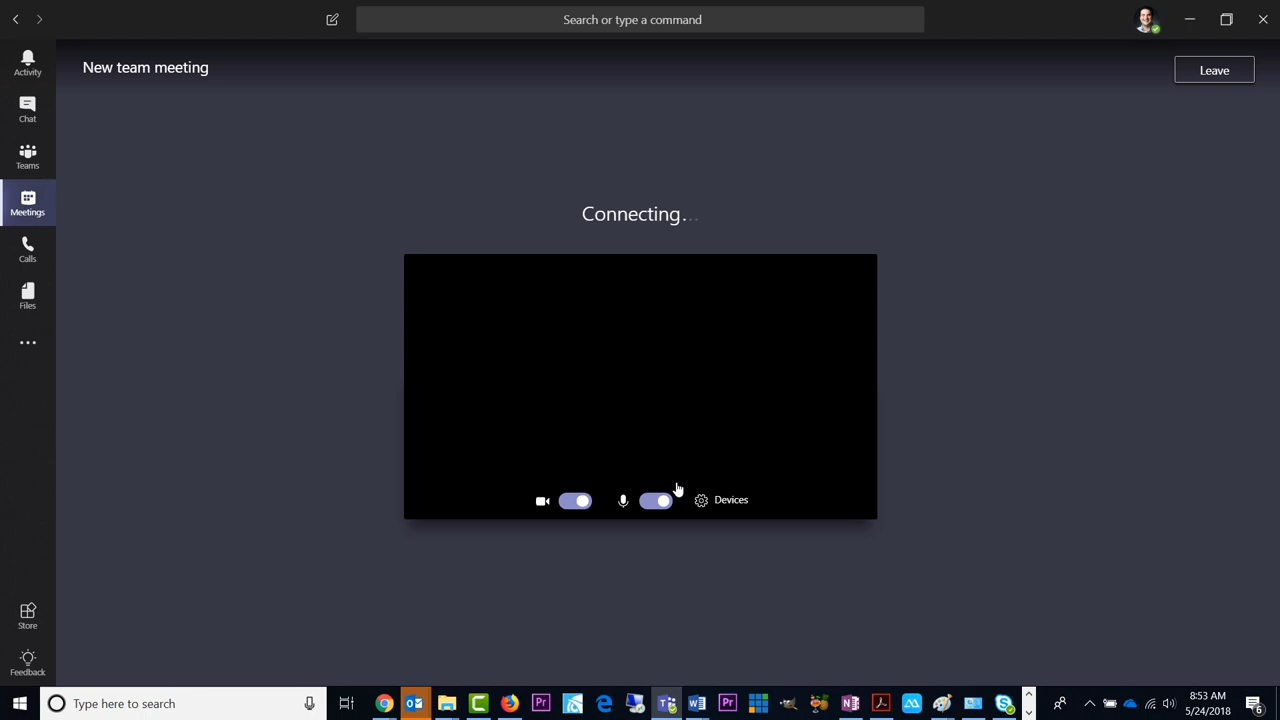 Search or type a command
New team meeting
Leave
Activity
Chat
Teams
Meetings
Calls
Files
Connecting...
Devices
Store
Feedback
Type here to search
8:53 AM
5/24/2018
6